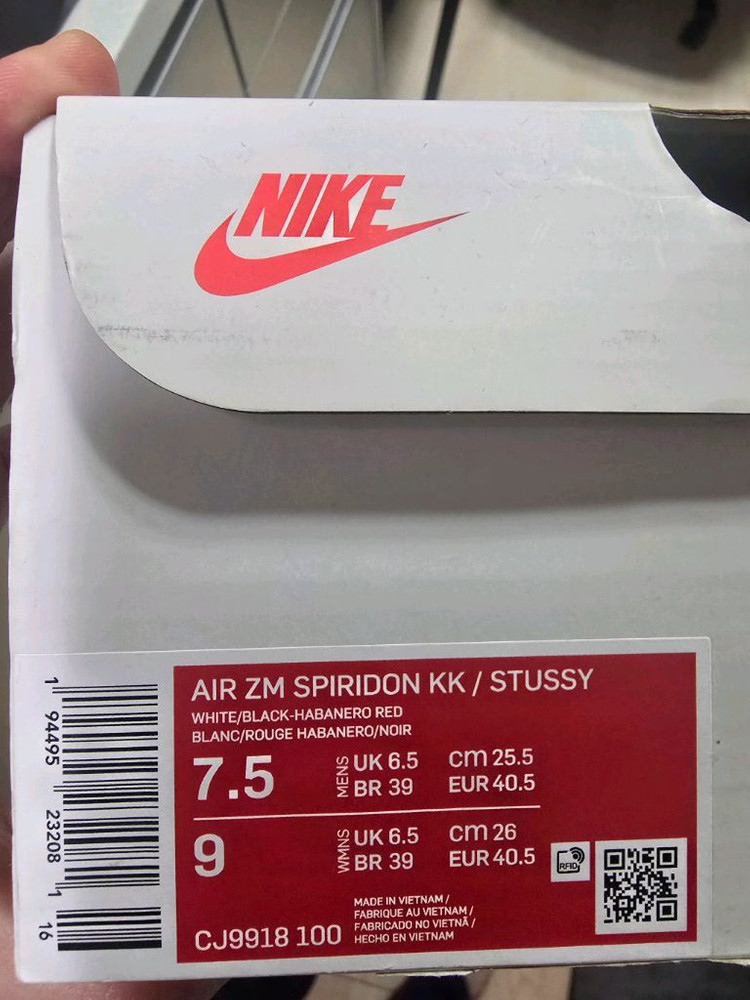 NIKE
AIR ZM SPIRIDON KK / STUSSY
WHITE/BLACK-HABANERO RED
BLANC/ROUGE HABANERO/NOIR
7.5 MENS UK 6.5 cm 25.5
BR 39 EUR 40.5
9 WMNS UK 6.5 cm 26
BR 39 EUR 40.5
RFID
CJ9918 100
MADE IN VIETNAM /
FABRIQUE AU VIETNAM /
FABRICADO NO VIETNÃ /
HECHO EN VIETNAM
1 94495 23208 1 16